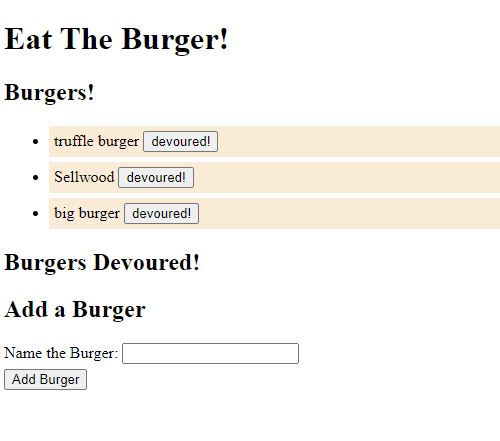 Eat The Burger!
Burgers!
truffle burger devoured!
Sellwood devoured!
big burger devoured!
Burgers Devoured!
Add a Burger
Name the Burger:
Add Burger